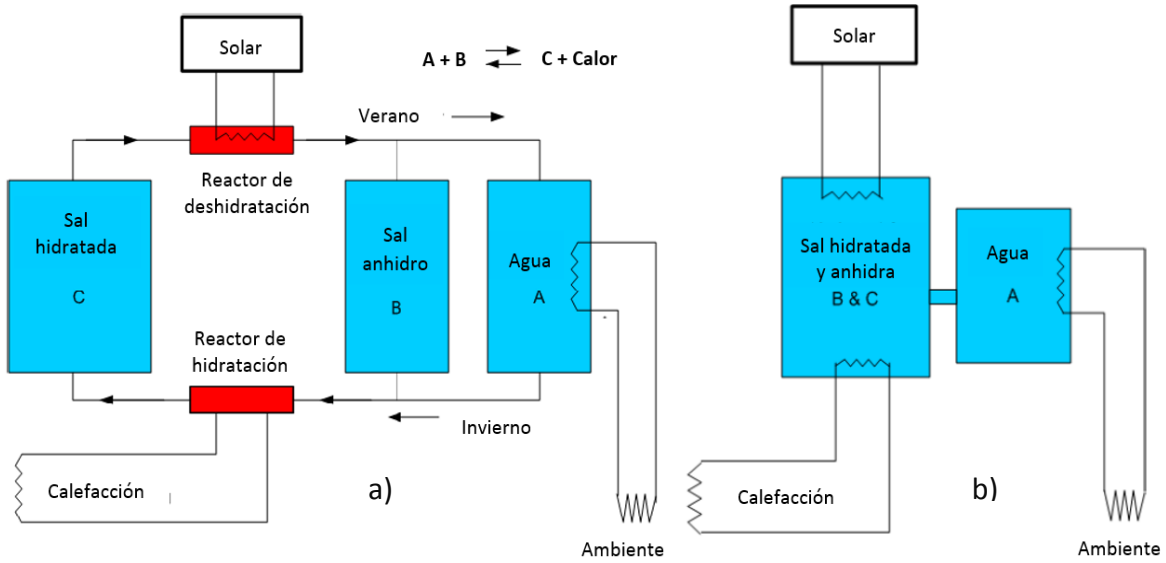 Solar
A + B ⇌ C + Calor
Verano
Reactor de
deshidratación
Sal
hidratada
C
Sal
anhidro
B
Agua
A
Reactor de
hidratación
Invierno
Calefacción
a)
Ambiente
Solar
Sal hidratada
y anhidra
B & C
Agua
A
Calefacción
b)
Ambiente